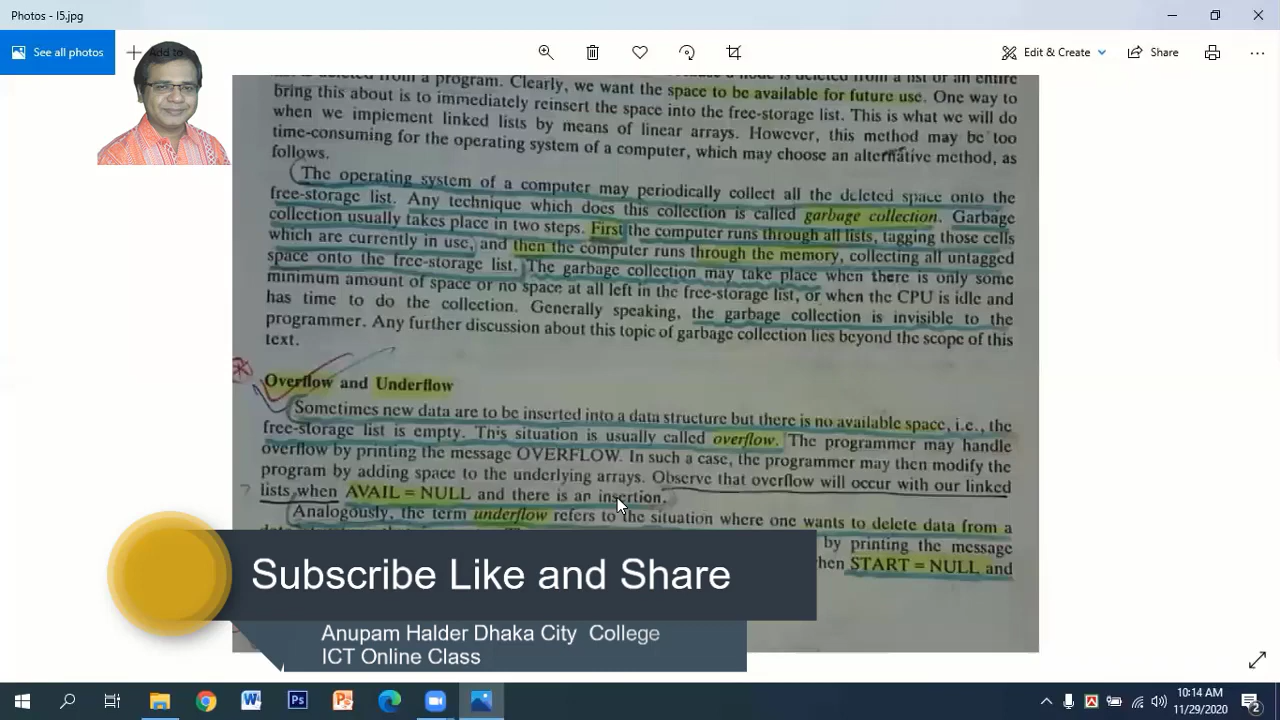 Photos - I5.jpg
See all photos
Add to
Edit & Create
Share
bring this about is to immediately reinsert the space into the free-storage list. This is what we will do
is deleted from a program. Clearly, we want the space to be available for future use. One way to
when we implement linked lists by means of linear arrays. However, this method may be too
time-consuming for the operating system of a computer, which may choose an alternative method, as
follows.
The operating system of a computer may periodically collect all the deleted space onto the
free-storage list. Any technique which does this collection is called garbage collection. Garbage
collection usually takes place in two steps. First the computer runs through all lists, tagging those cells
which are currently in use, and then the computer runs through the memory, collecting all untagged
space onto the free-storage list. The garbage collection may take place when there is only some
minimum amount of space or no space at all left in the free-storage list, or when the CPU is idle and
has time to do the collection. Generally speaking, the garbage collection is invisible to the
programmer. Any further discussion about this topic of garbage collection lies beyond the scope of this
text.
Overflow and Underflow
Sometimes new data are to be inserted into a data structure but there is no available space, i.e., the
free-storage list is empty. This situation is usually called overflow. The programmer may handle
overflow by printing the message OVERFLOW. In such a case, the programmer may then modify the
program by adding space to the underlying arrays. Observe that overflow will occur with our linked
lists when AVAIL = NULL and there is an insertion.
Analogously, the term underflow refers to the situation where one wants to delete data from a
by printing the message
START = NULL and
Subscribe Like and Share
Anupam Halder Dhaka City College
ICT Online Class
10:14 AM
11/29/2020
2